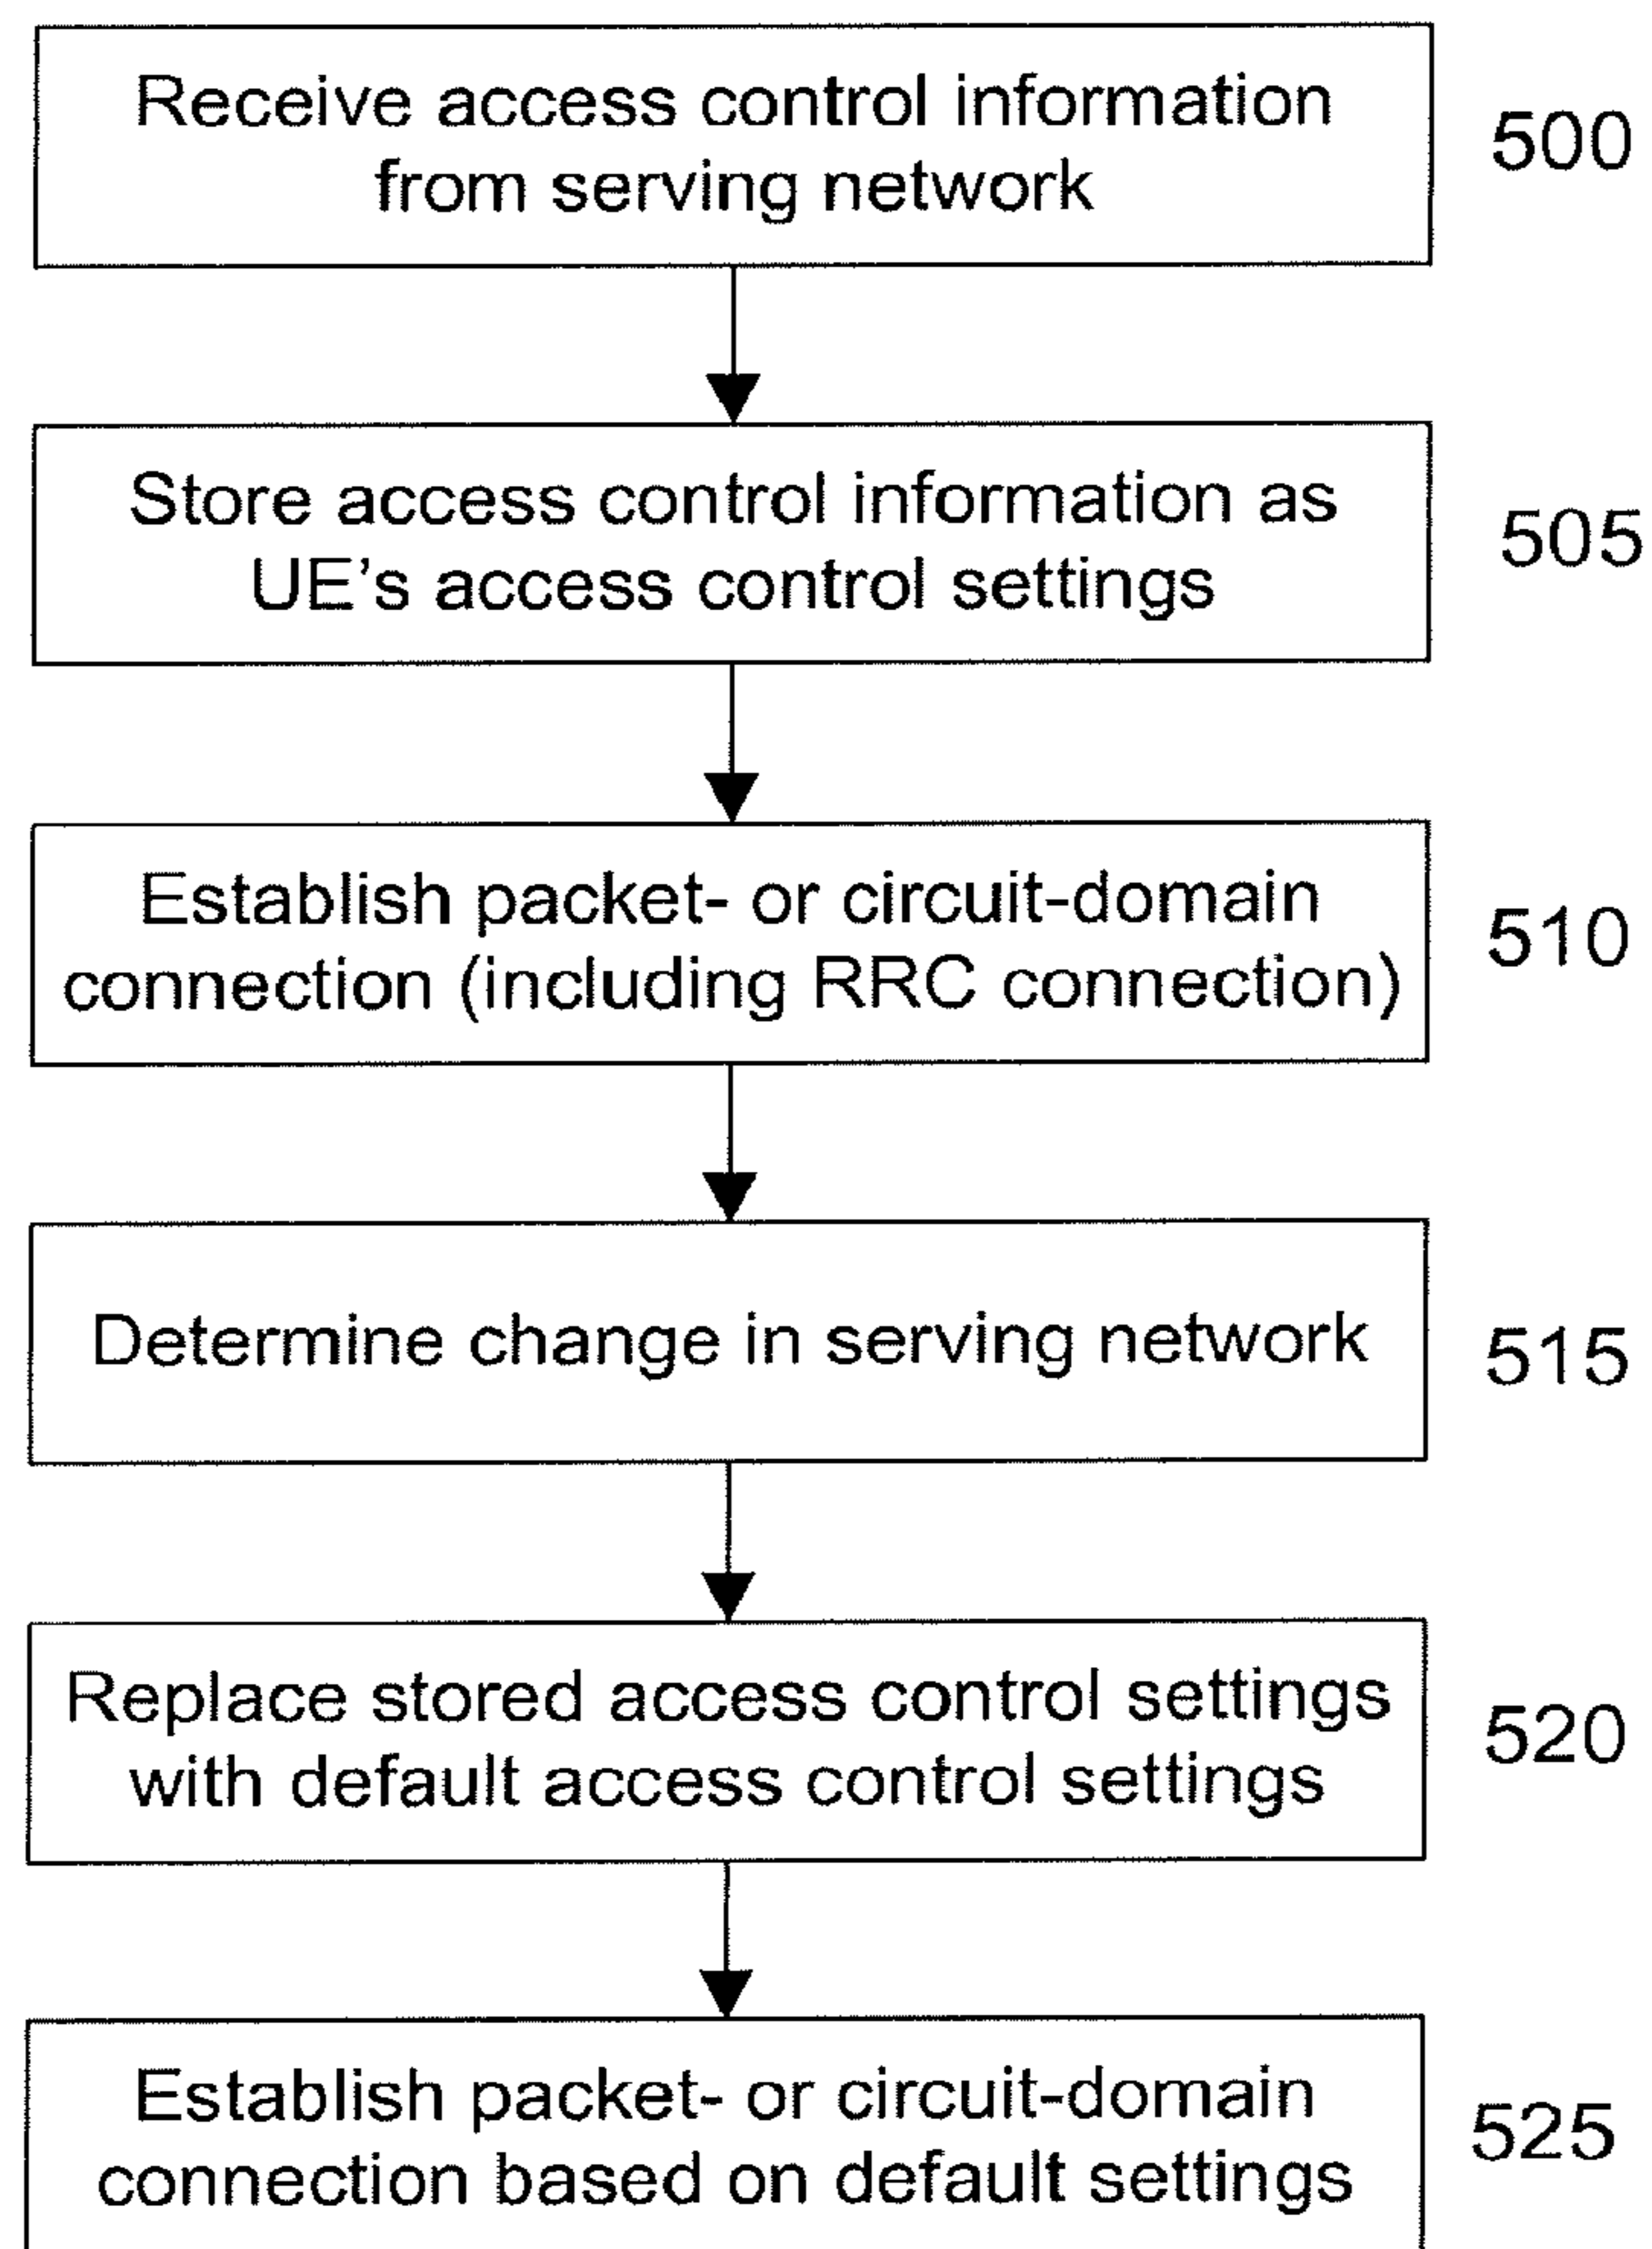 Receive access control information
from serving network
500
Store access control information as
UE's access control settings
505
Establish packet- or circuit-domain
connection (including RRC connection)
510
Determine change in serving network
515
Replace stored access control settings
with default access control settings
520
Establish packet- or circuit-domain
connection based on default settings
525